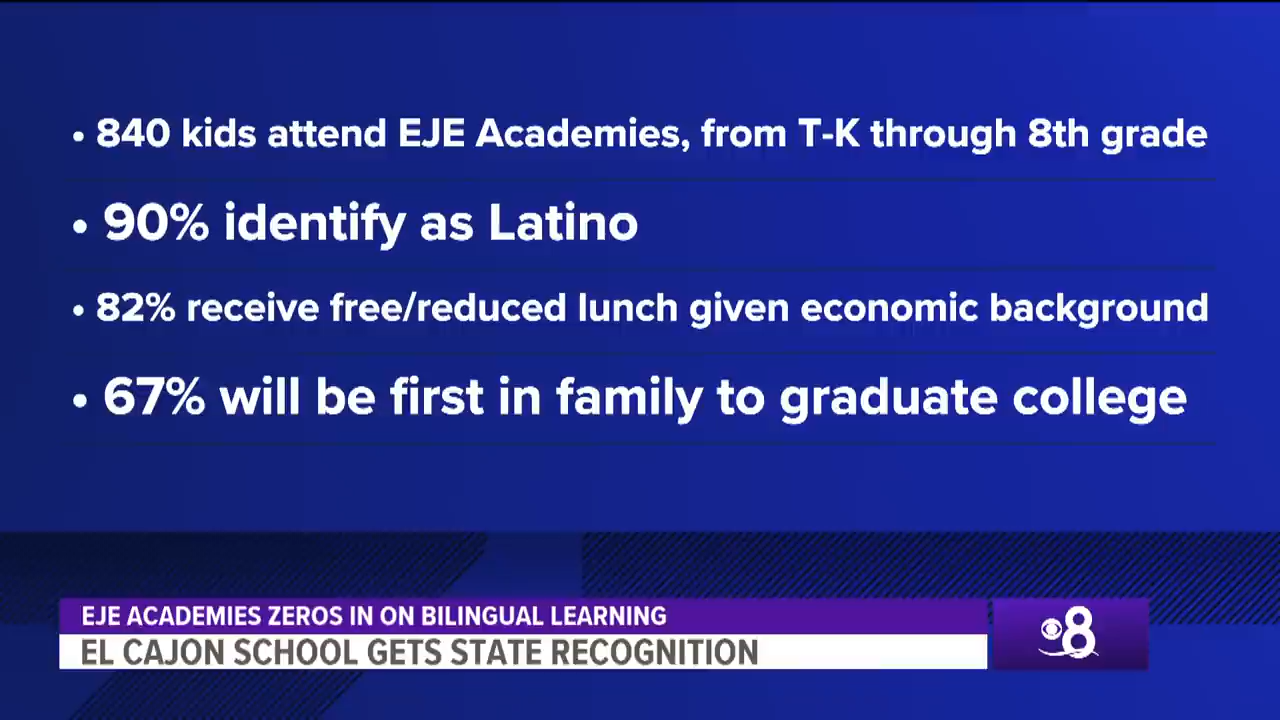 • 840 kids attend EJE Academies, from T-K through 8th grade
• 90% identify as Latino
• 82% receive free/reduced lunch given economic background
• 67% will be first in family to graduate college
EJE ACADEMIES ZEROS IN ON BILINGUAL LEARNING
EL CAJON SCHOOL GETS STATE RECOGNITION
8